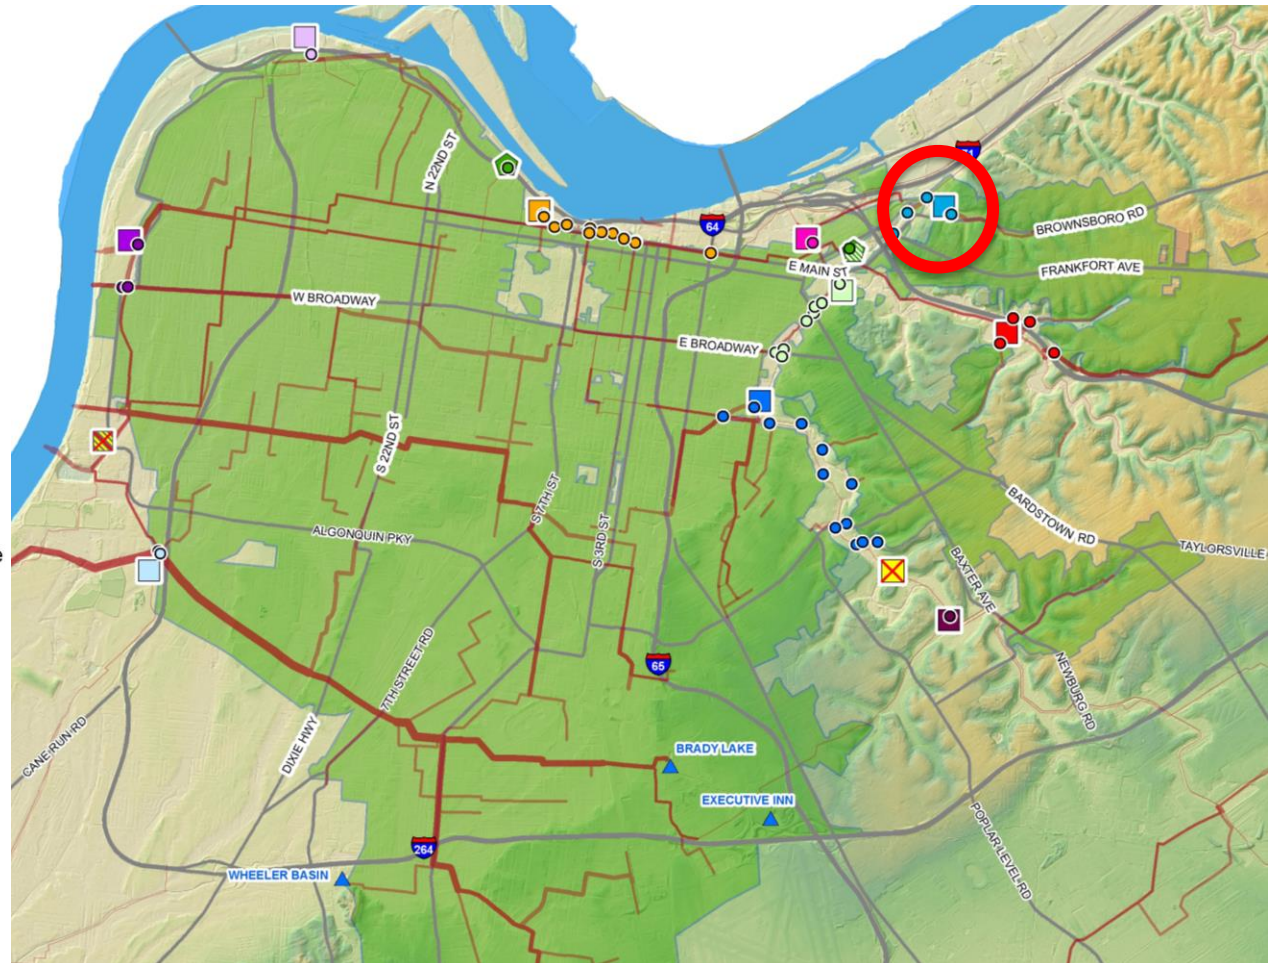 71
N 22ND ST
64
BROWNSBORO RD
E MAIN ST
FRANKFORT AVE
W BROADWAY
E BROADWAY
S 22ND ST
S 7TH ST
BARDSTOWN RD
ALGONQUIN PKY
S 3RD ST
TAYLORSVILLE
e
BAXTER AVE
65
7TH STREET RD
NEWBURG RD
CANE RUN RD
DIXIE HWY
BRADY LAKE
EXECUTIVE INN
264
POPLAR LEVEL RD
WHEELER BASIN